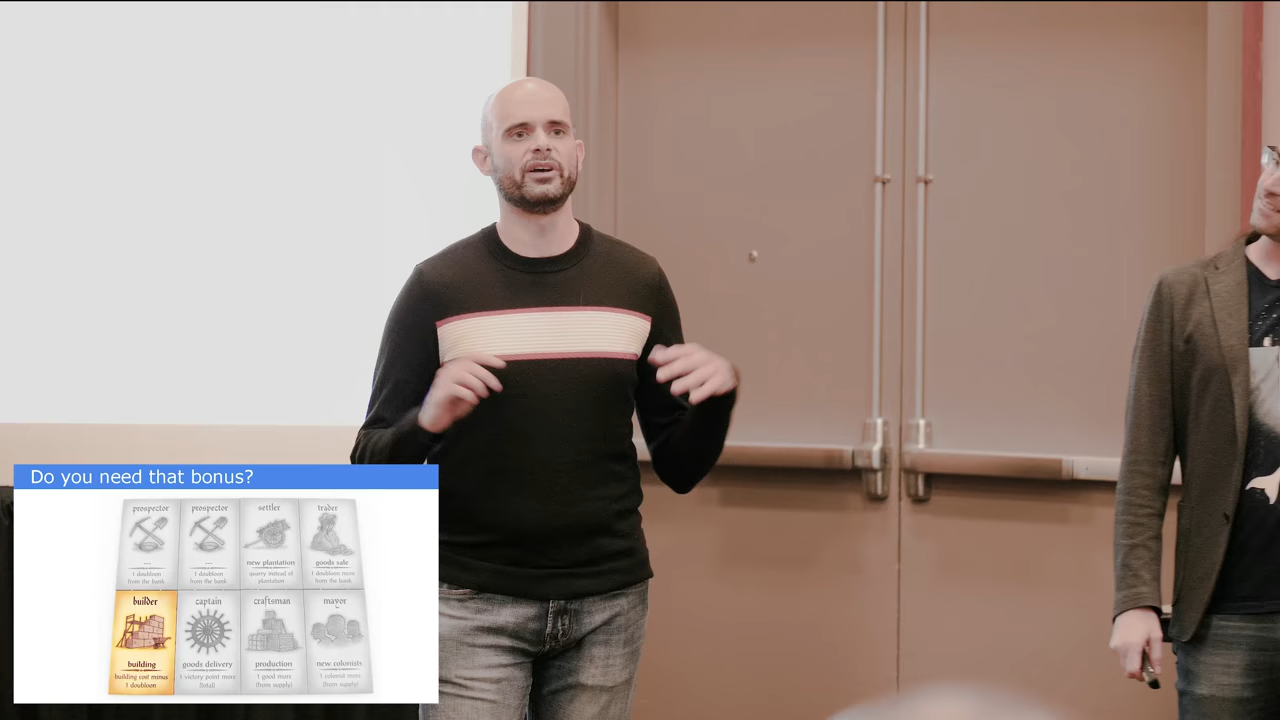 Do you need that bonus?
prospector prospector settler trader
... ... new plantation goods sale
1 doubloon 1 doubloon quarry instead of 1 doubloon more
from the bank from the bank plantation from the bank
builder captain craftsman mayor
building goods delivery production new colonists
building cost minus 1 victory point more 1 good more 1 colonist more
1 doubloon (total) (from supply) (from supply)